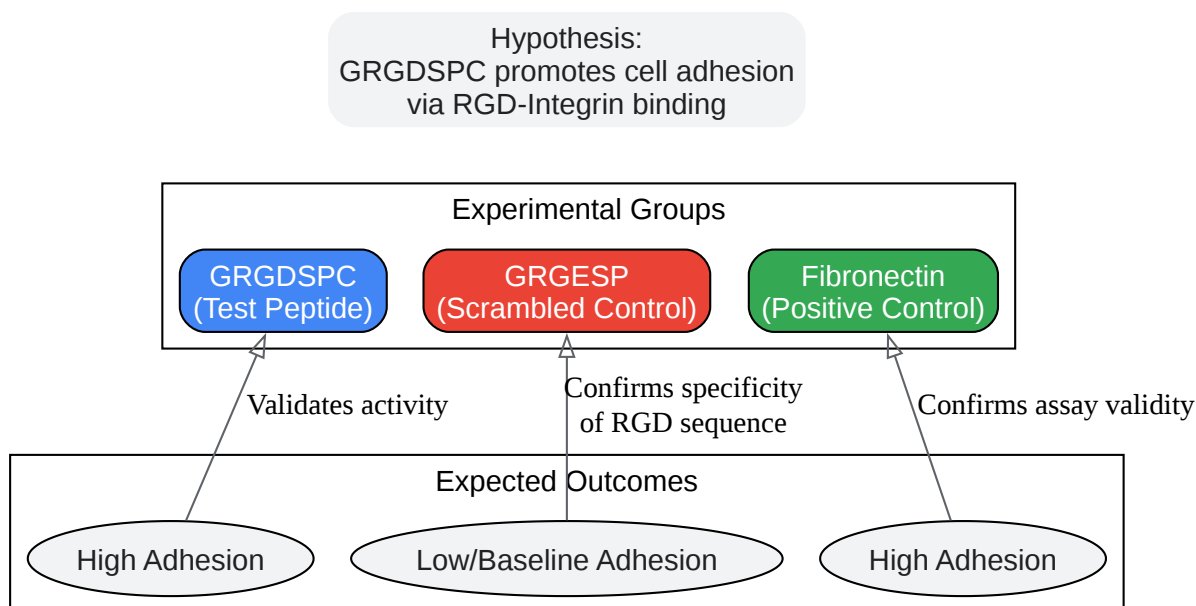 Hypothesis:
GRGDSPC promotes cell adhesion
via RGD-Integrin binding
Experimental Groups
GRGDSPC
(Test Peptide)
GRGESP
(Scrambled Control)
Fibronectin
(Positive Control)
Validates activity
Confirms specificity
of RGD sequence
Confirms assay validity
Expected Outcomes
High Adhesion
Low/Baseline Adhesion
High Adhesion